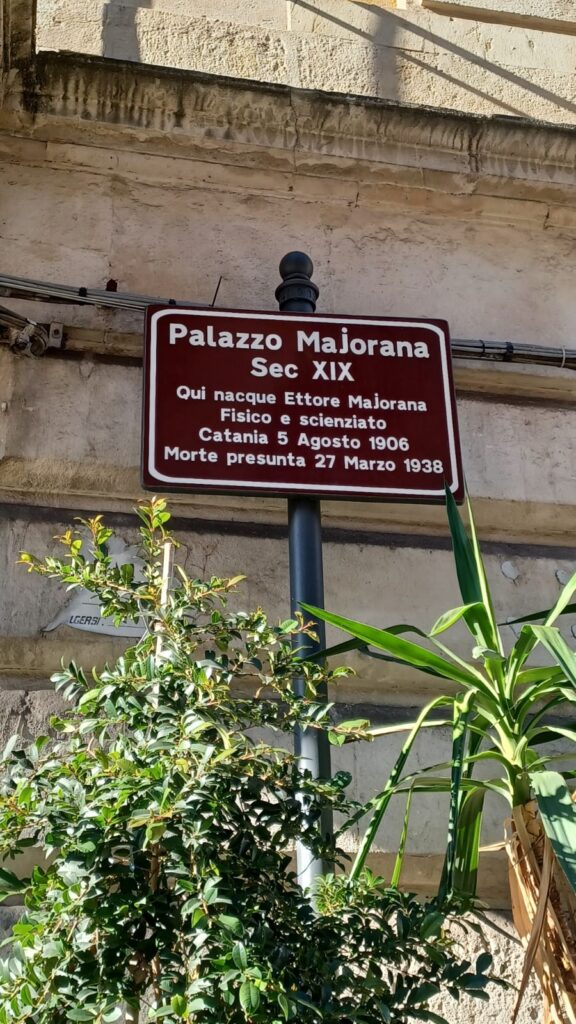 Palazzo Majorana
Sec XIX
Qui nacque Ettore Majorana
Fisico e scienziato
Catania 5 Agosto 1906
Morte presunta 27 Marzo 1938